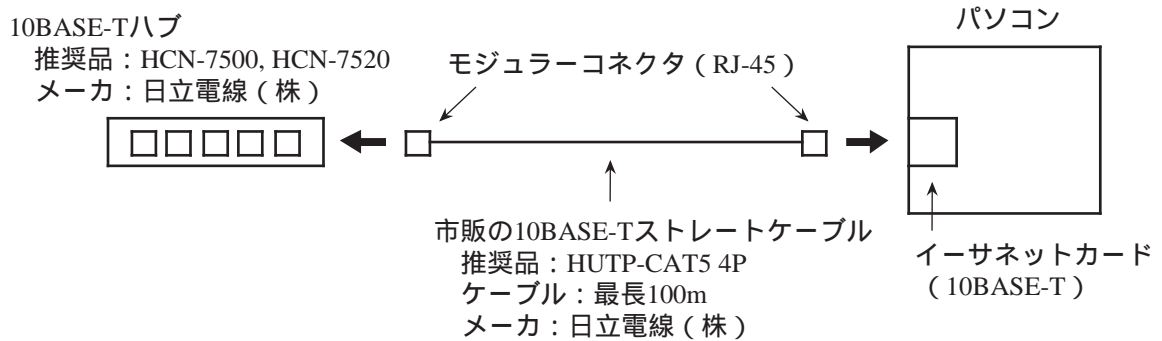 10BASE-Tハブ
推奨品：HCN-7500, HCN-7520
メーカ：日立電線（株）
モジュラーコネクタ（RJ-45）
パソコン
市販の10BASE-Tストレートケーブル
推奨品：HUTP-CAT5 4P
ケーブル：最長100m
メーカ：日立電線（株）
イーサネットカード
（10BASE-T）